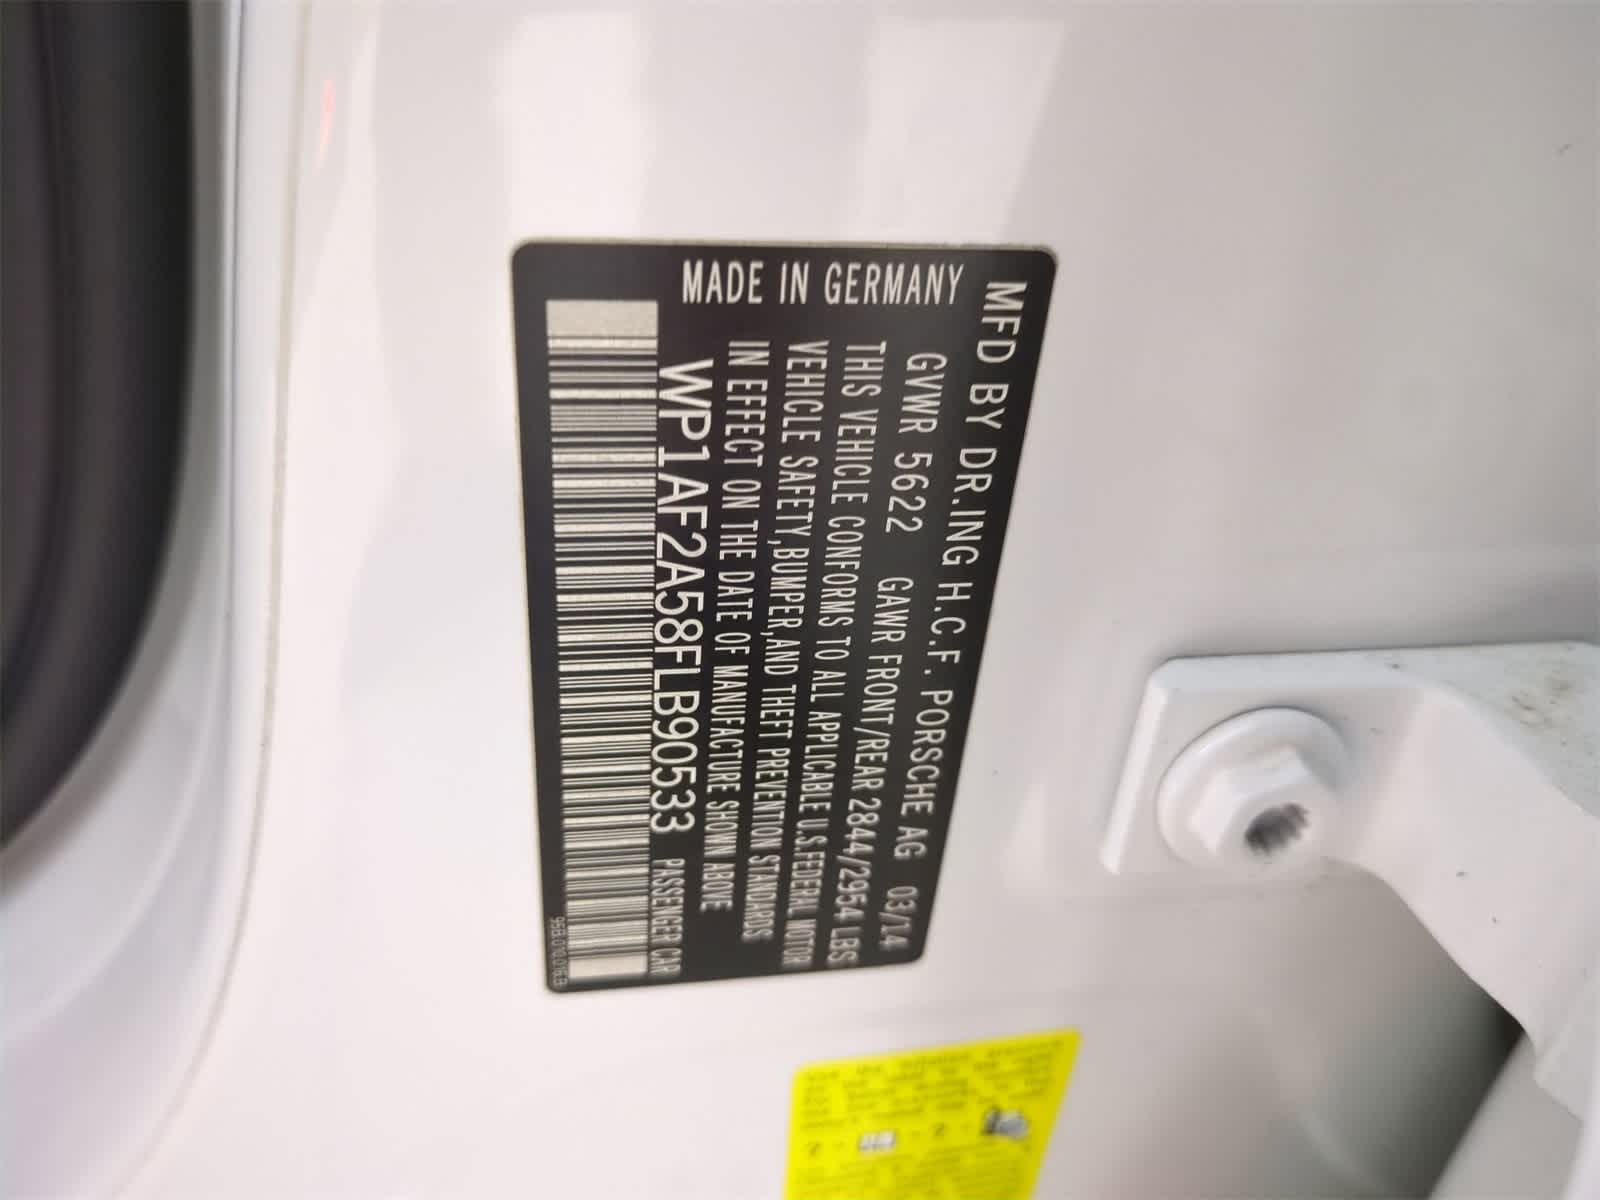 MFD BY DR.ING H.C.F. PORSCHE AG 03/14
GVWR 5622 GAWR FRONT/REAR 2844/2954 LBS
THIS VEHICLE CONFORMS TO ALL APPLICABLE U.S.FEDERAL MOTOR
VEHICLE SAFETY,BUMPER,AND THEFT PREVENTION STANDARDS
IN EFFECT ON THE DATE OF MANUFACTURE SHOWN ABOVE
WP1AF2A58FLB90533 PASSENGER CAR
MADE IN GERMANY